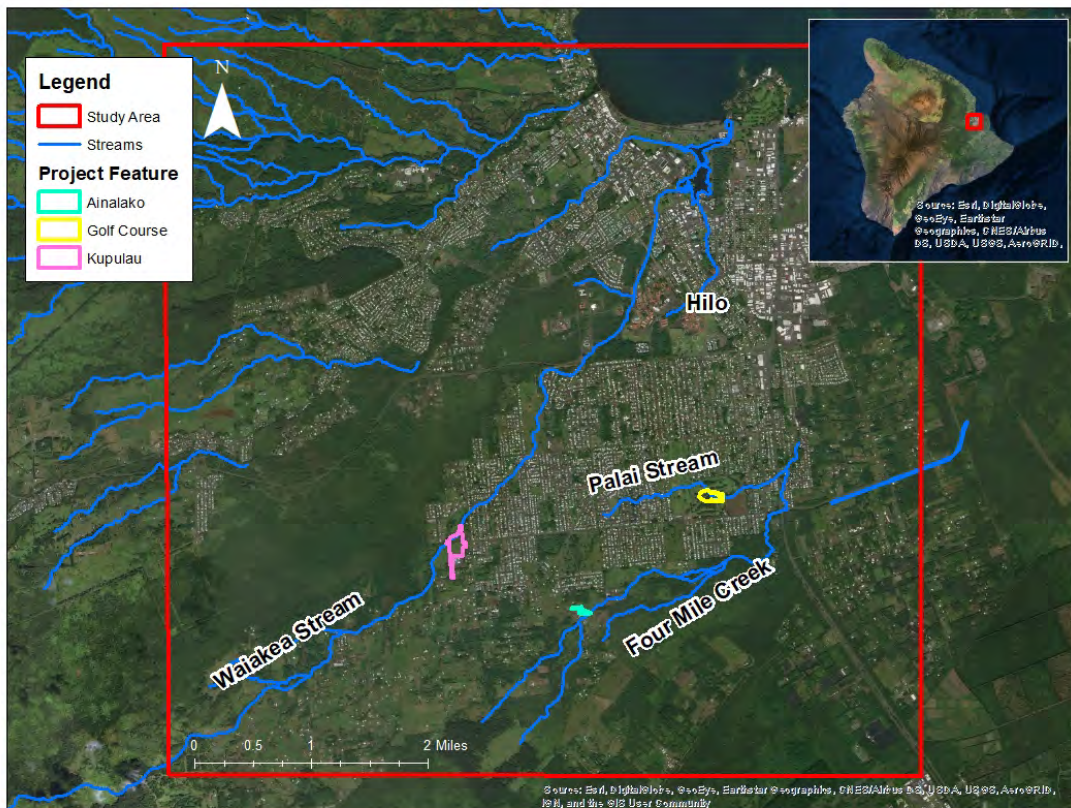 Legend
Study Area
Streams
Project Feature
Ainalako
Golf Course
Kupulau
N
Source: Esri, DigitalGlobe,
GeoEye, Earthstar
Geographics, CNES/Airbus
DS, USDA, USGS, AeroGRID,
Hilo
Palai Stream
Four Mile Creek
Waiakea Stream
0 0.5 1 2 Miles
Source: Esri, DigitalGlobe, GeoEye, Earthstar Geographics, CNES/Airbus DS, USDA, USGS, AeroGRID,
IGN, and the GIS User Community